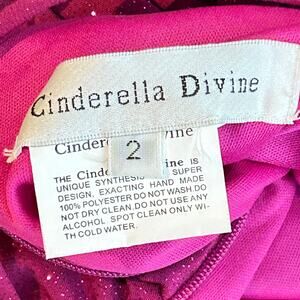 Cinderella Divine
2
Cinder vine
THE Cin ine IS
UNIQUE SYNTHESIS SUPER
DESIGN. EXACTING HAND MADE
100% POLYESTER DO NOT WASH.DO
NOT DRY CLEAN.DO NOT USE ANY
ALCOHOL SPOT CLEAN ONLY WI-
TH COLD WATER.